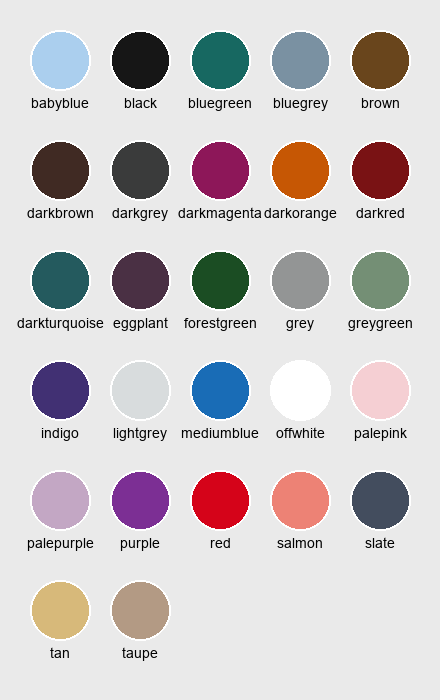 babyblue black bluegreen bluegrey brown
darkbrown darkgrey darkmagenta darkorange darkred
darkturquoise eggplant forestgreen grey greygreen
indigo lightgrey mediumblue offwhite palepink
palepurple purple red salmon slate
tan taupe